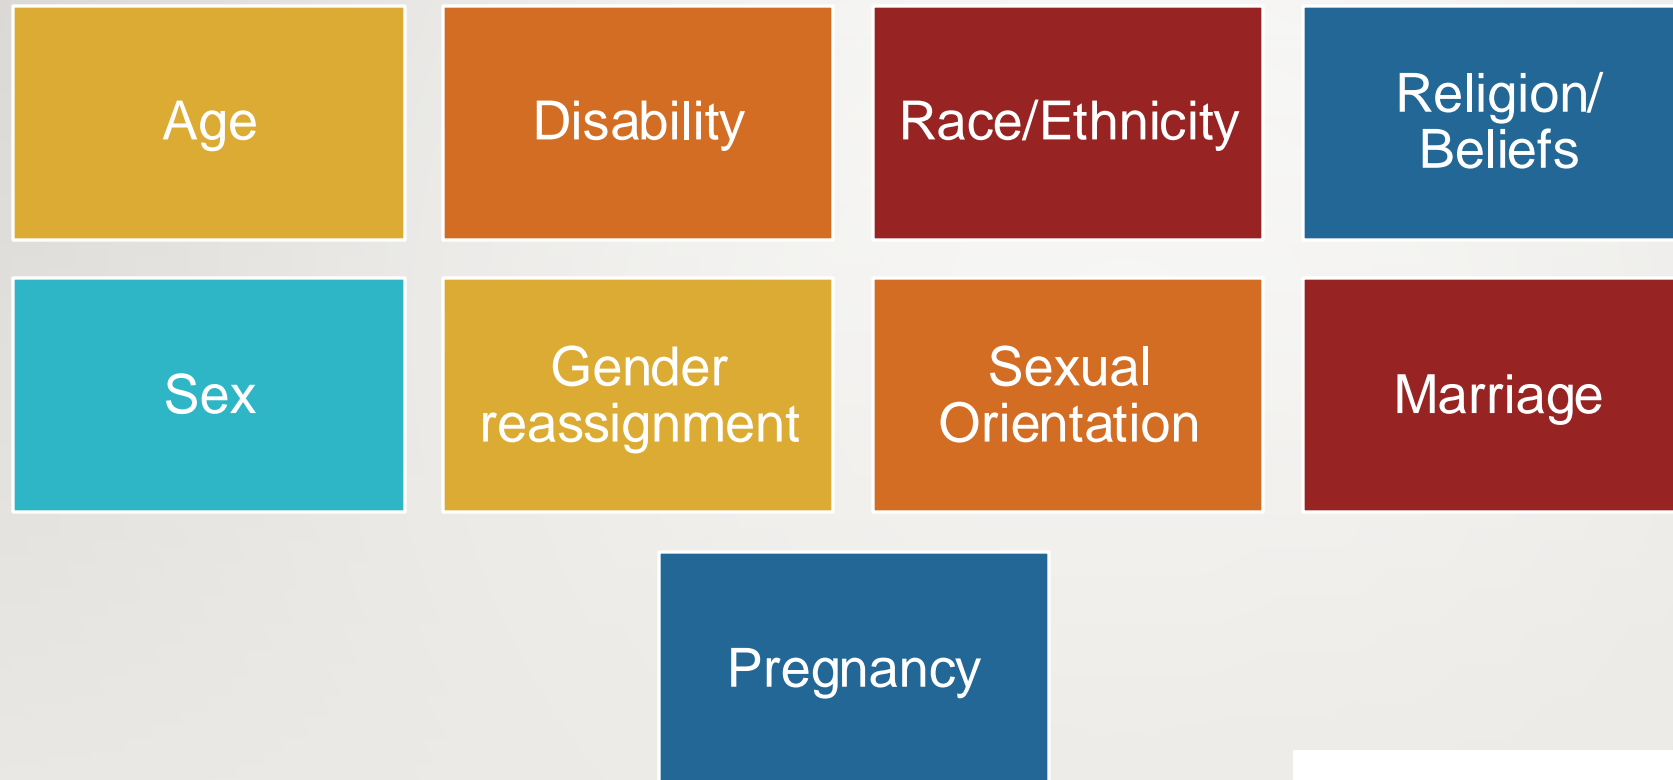 Age
Disability
Race/Ethnicity
Religion/
Beliefs
Sex
Gender
reassignment
Sexual
Orientation
Marriage
Pregnancy